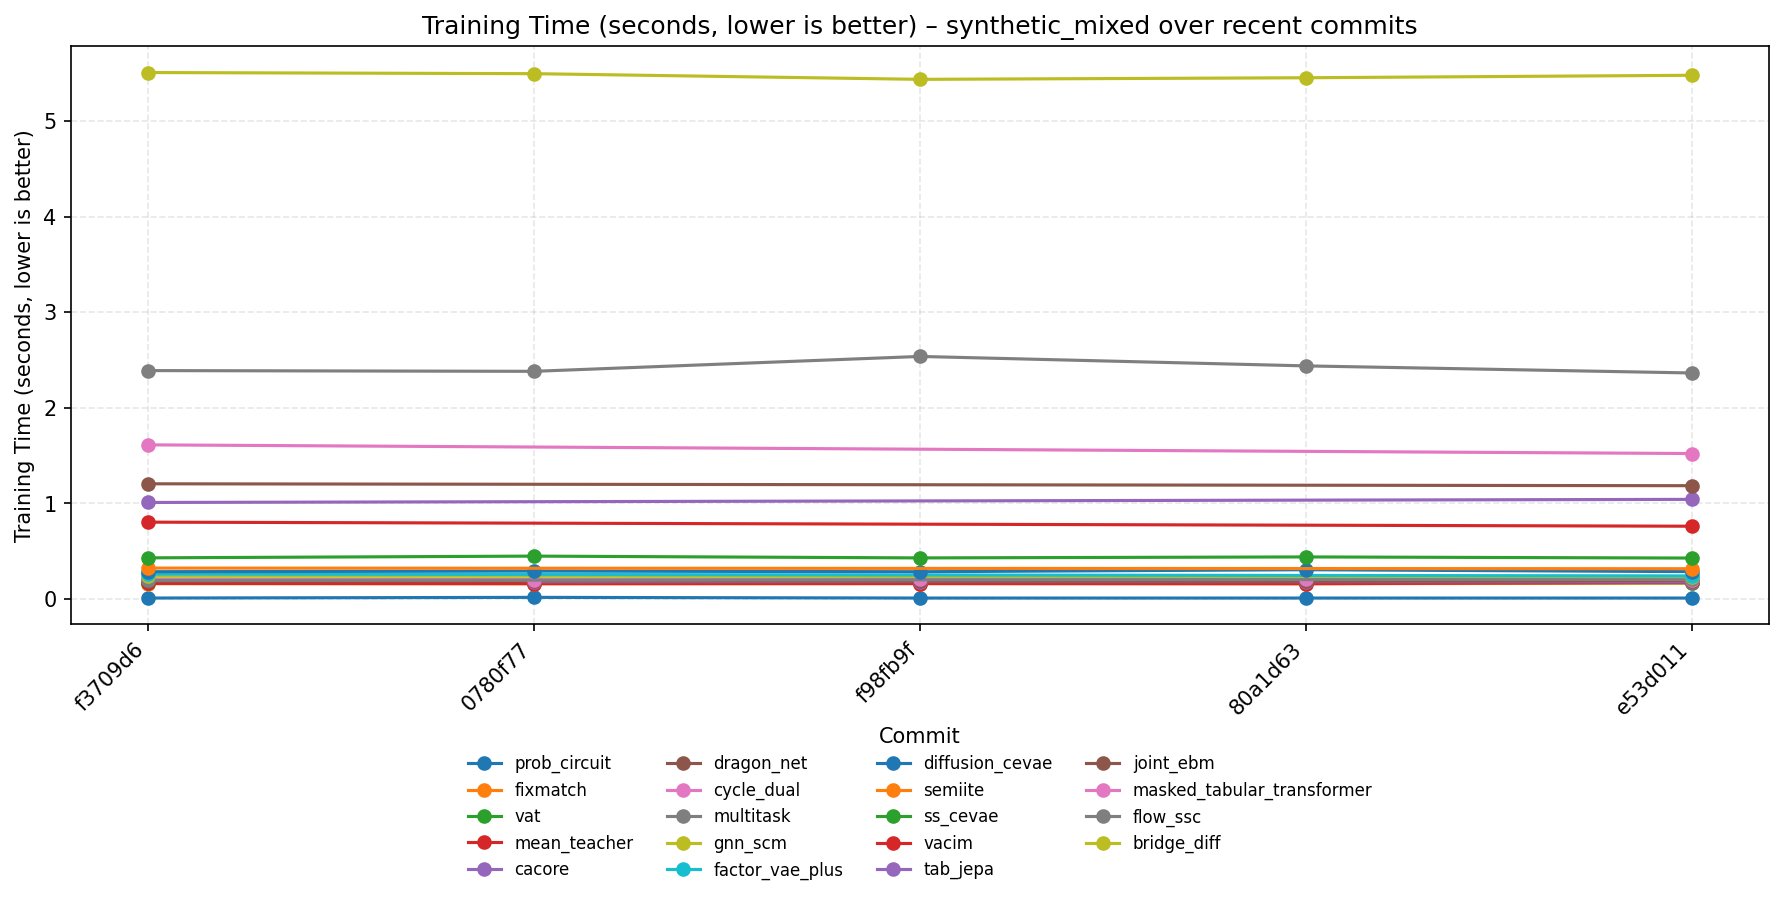 Training Time (seconds, lower is better) – synthetic_mixed over recent commits
Training Time (seconds, lower is better)
5
4
3
2
1
0
f3709d6
0780f77
f98fb9f
80a1d63
e53d011
Commit
prob_circuit
fixmatch
vat
mean_teacher
cacore
dragon_net
cycle_dual
multitask
gnn_scm
factor_vae_plus
diffusion_cevae
semiite
ss_cevae
vacim
tab_jepa
joint_ebm
masked_tabular_transformer
flow_ssc
bridge_diff